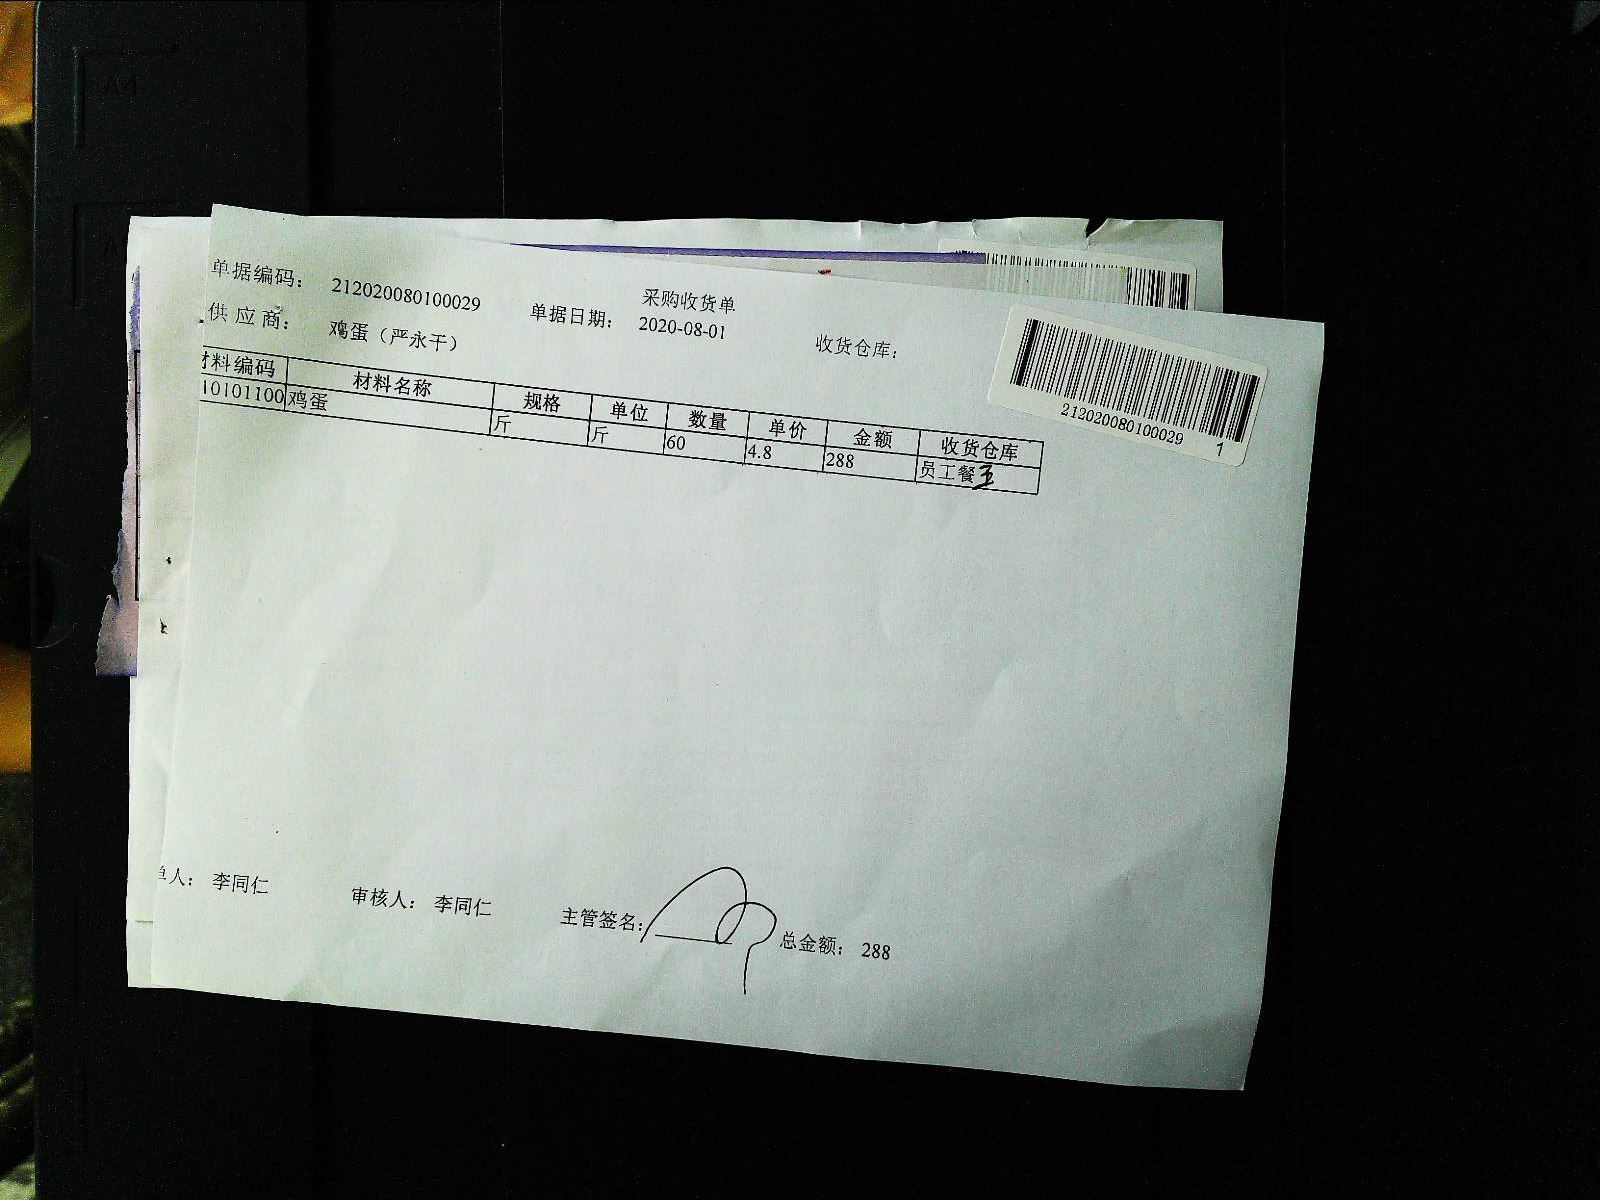 采购收货单
单据编码： 212020080100029 单据日期： 2020-08-01 收货仓库：
供应商： 鸡蛋（严永干）
材料编码 材料名称 规格 单位 数量 单价 金额 收货仓库
10101100 鸡蛋 斤 斤 60 4.8 288 员工餐
212020080100029 1
单人： 李同仁 审核人： 李同仁 主管签名： 总金额： 288
A4